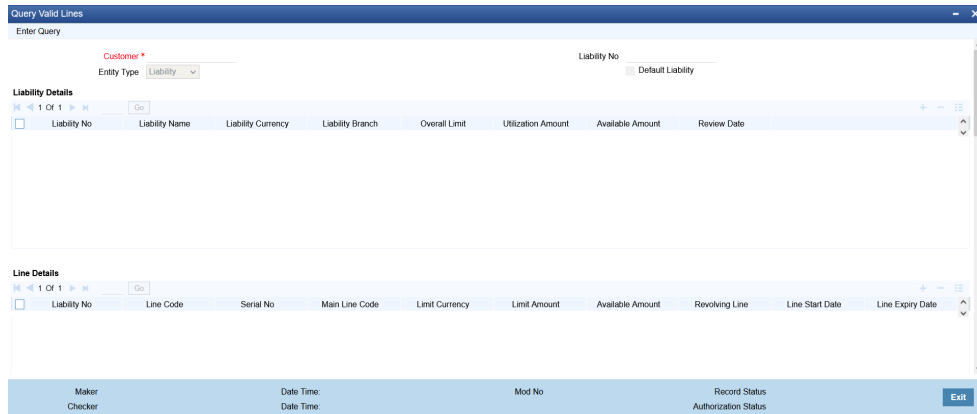 Query Valid Lines
Enter Query
Customer * Liability No
Entity Type Liability Default Liability
Liability Details
1 Of 1 Go
Liability No Liability Name Liability Currency Liability Branch Overall Limit Utilization Amount Available Amount Review Date
Line Details
1 Of 1 Go
Liability No Line Code Serial No Main Line Code Limit Currency Limit Amount Available Amount Revolving Line Line Start Date Line Expiry Date
Maker Date Time: Mod No Record Status
Checker Date Time: Authorization Status
Exit